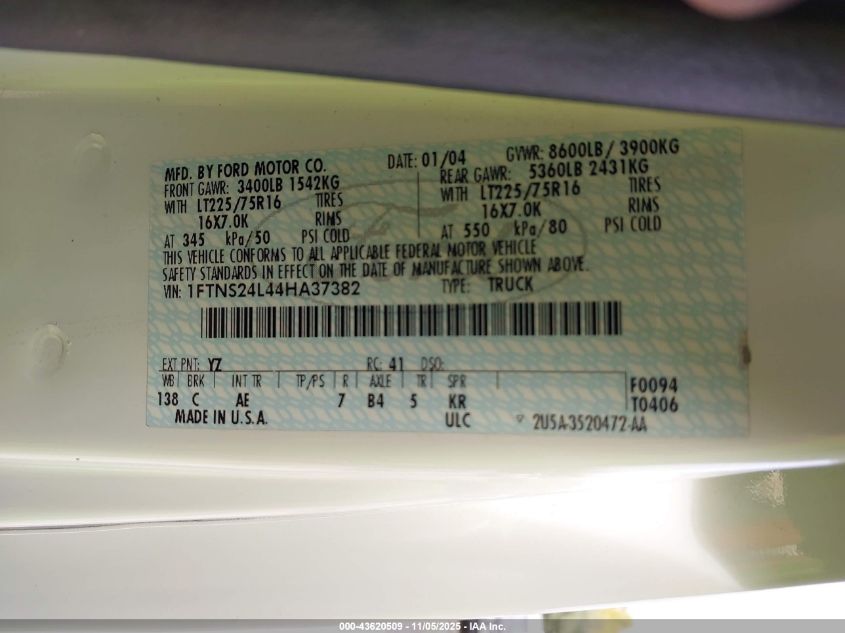 MFD. BY FORD MOTOR CO. DATE: 01/04 GVWR: 8600LB/ 3900KG
FRONT GAWR: 3400LB 1542KG REAR GAWR: 5360LB 2431KG
WITH LT225/75R16 TIRES WITH LT225/75R16 TIRES
16X7.0K RIMS 16X7.0K RIMS
AT 345 kPa/50 PSI COLD AT 550 kPa/80 PSI COLD
THIS VEHICLE CONFORMS TO ALL APPLICABLE FEDERAL MOTOR VEHICLE
SAFETY STANDARDS IN EFFECT ON THE DATE OF MANUFACTURE SHOWN ABOVE.
VIN: 1FTNS24L44HA37382 TYPE: TRUCK
EXT PNT: YZ RC: 41 DSO:
WB BRK INT TR TP/PS R AXLE TR SPR F0094
138 C AE 7 B4 5 KR T0406
MADE IN U.S.A. ULC 2U5A-3520472-AA
000-43620509 - 11/05/2025 - IAA Inc.